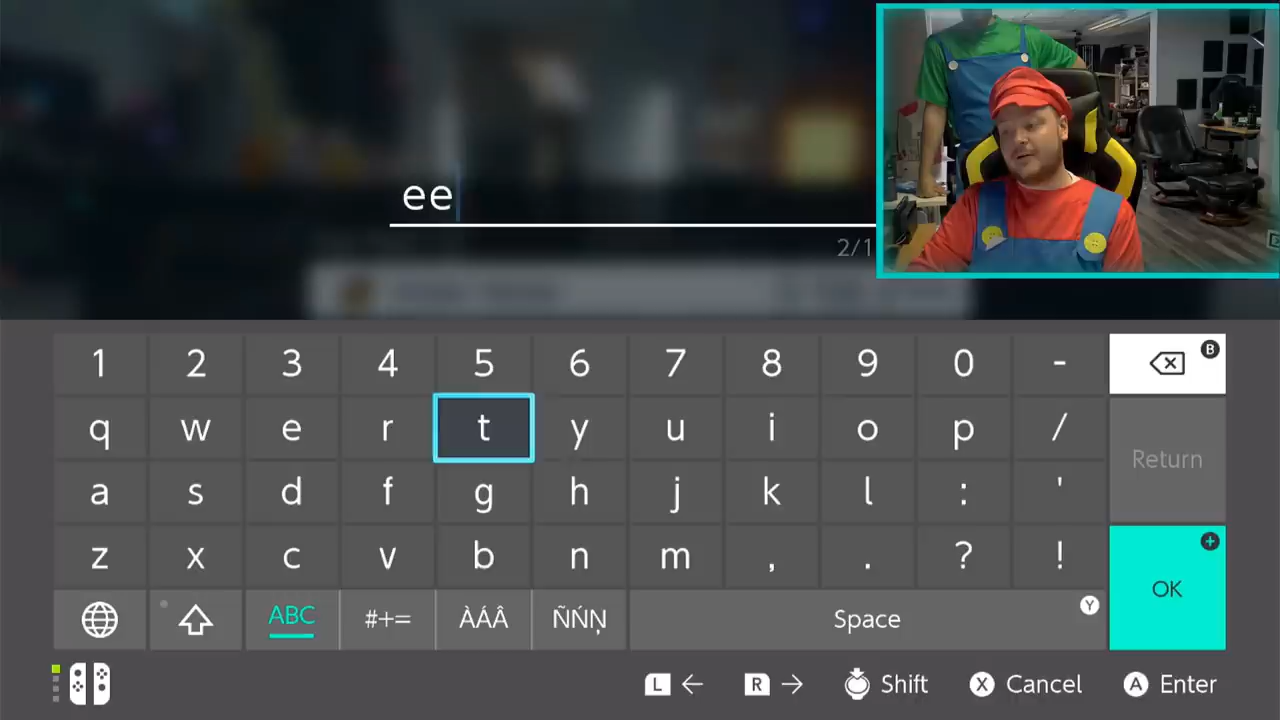 ee
2/1
1 2 3 4 5 6 7 8 9 0 - B
q w e r t y u i o p / Return
a s d f g h j k l : '
z x c v b n m , . ? ! OK +
ABC #+= ÀÁÂ ÑŃŅ Space Y
L ← R → Shift X Cancel A Enter